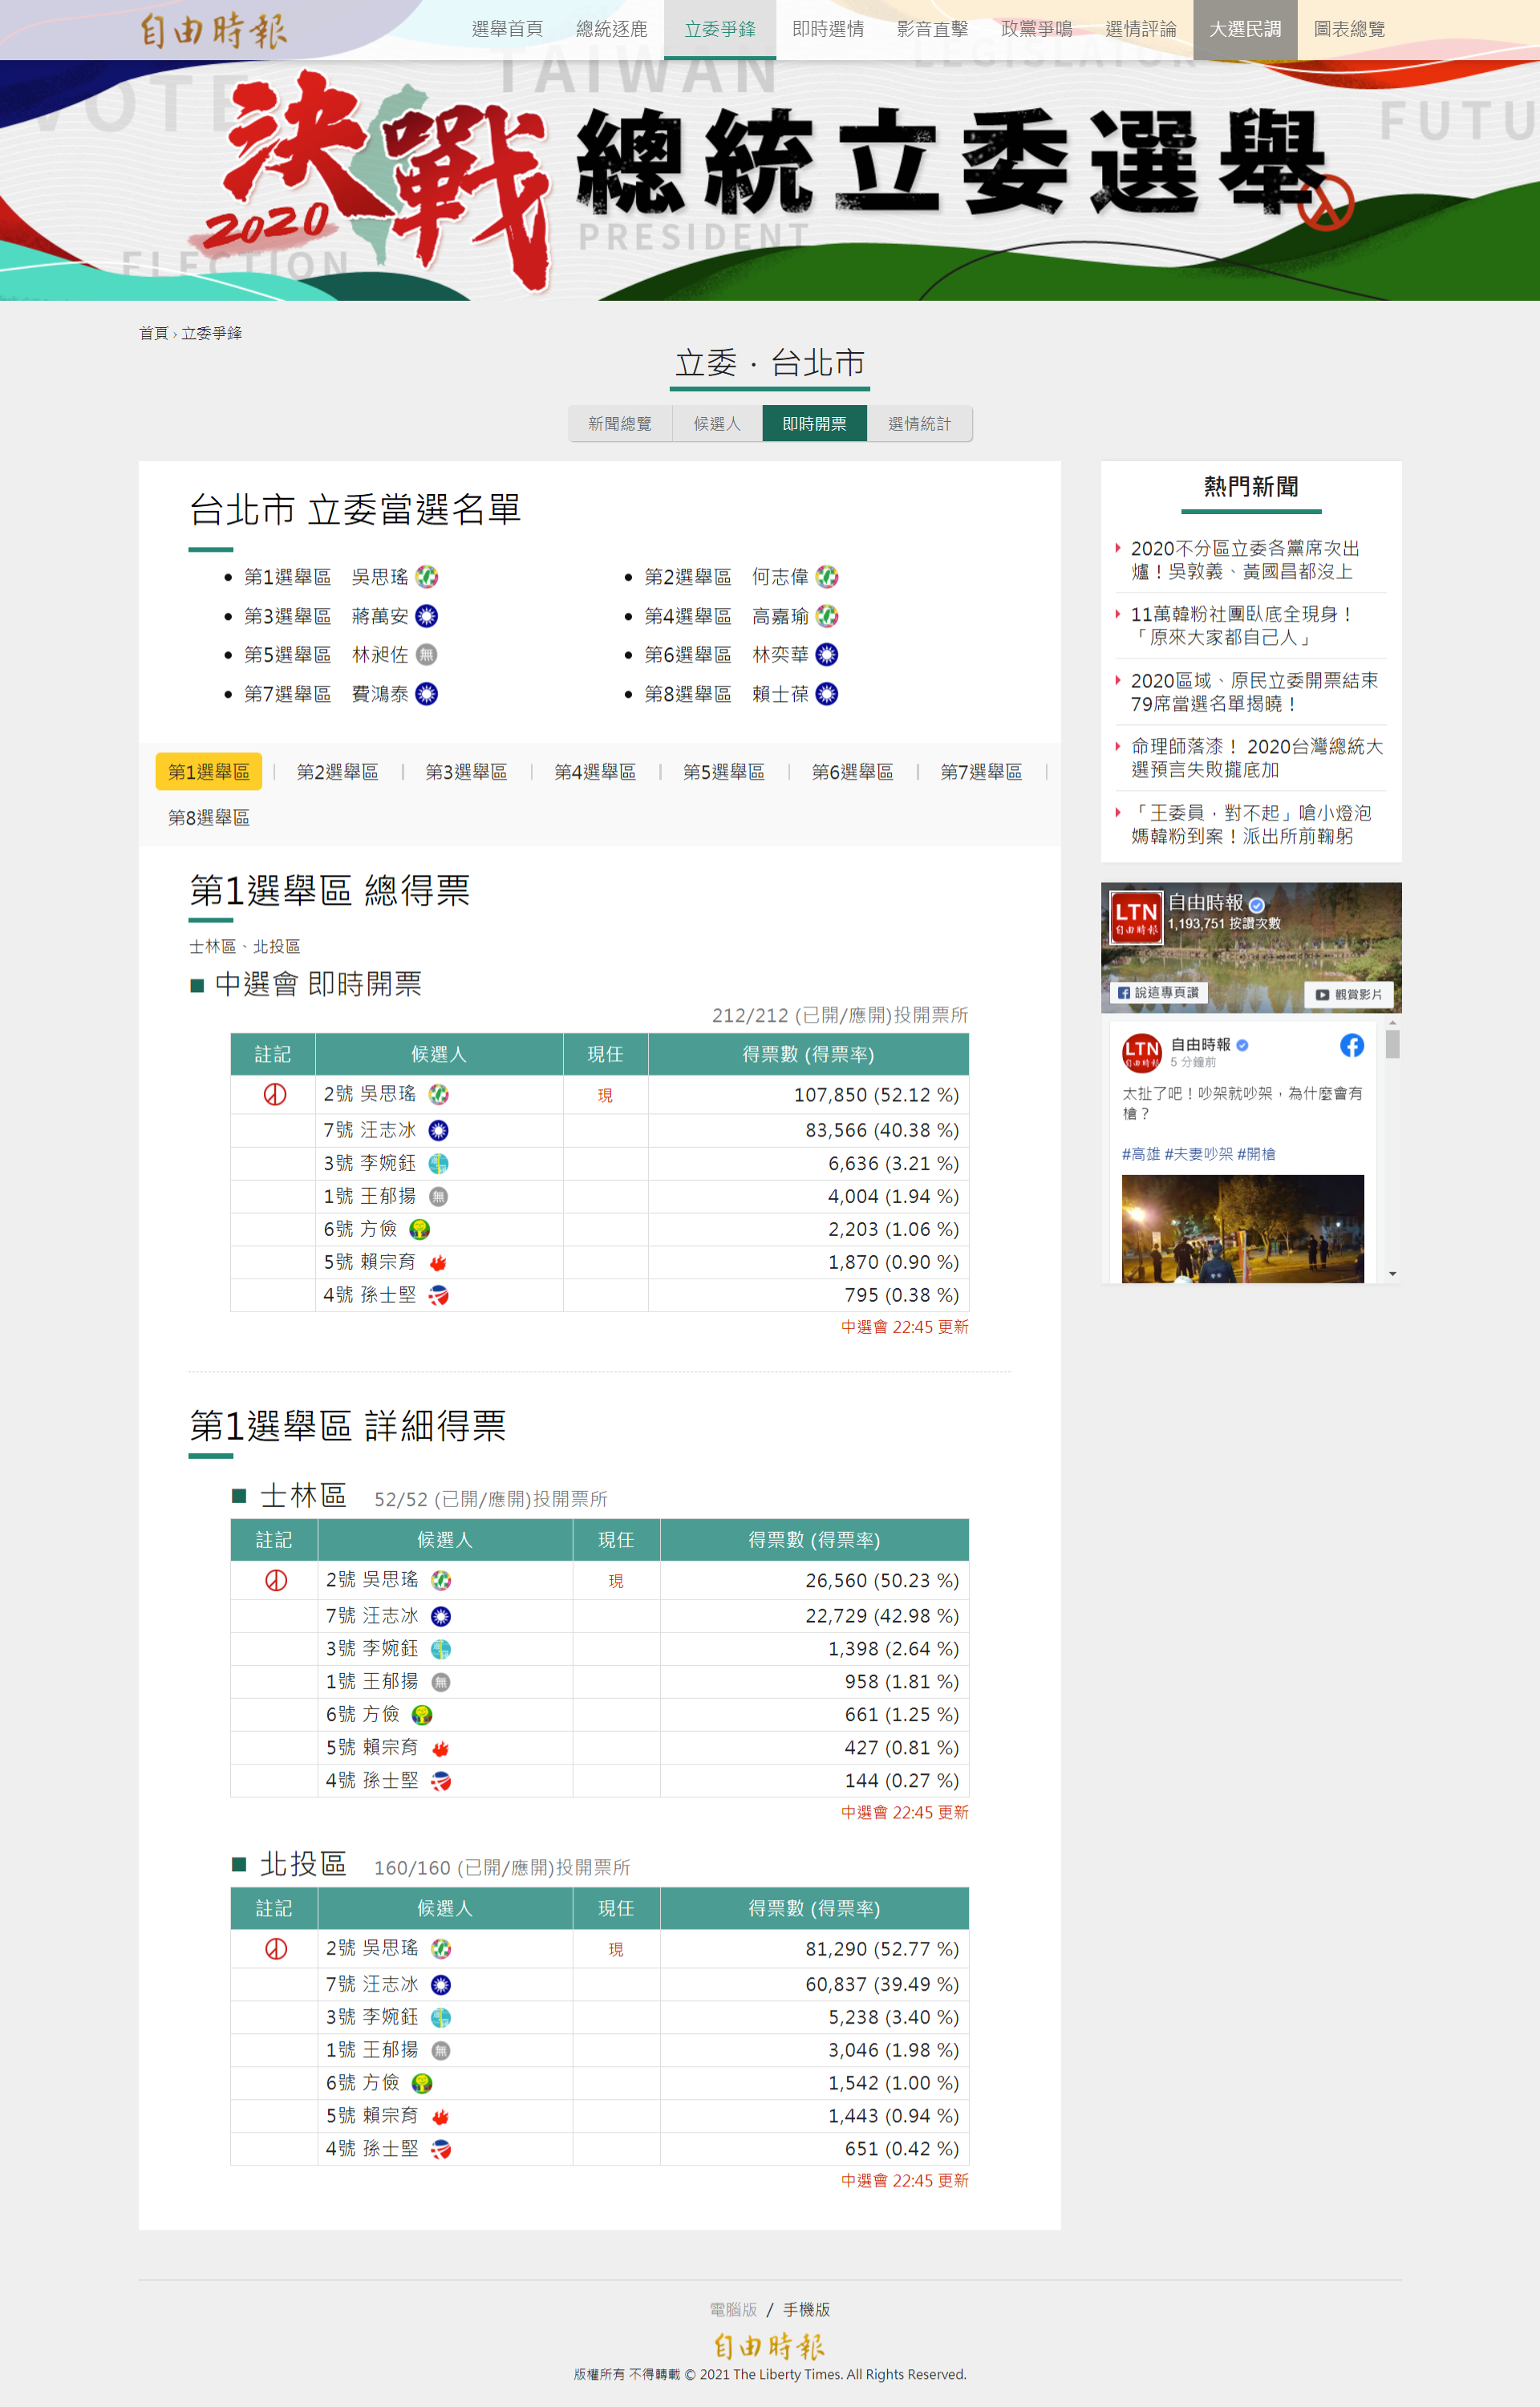 自由時報
選舉首頁
總統逐鹿
立委爭鋒
即時選情
影音直擊
政黨爭鳴
選情評論
大選民調
圖表總覽
VOTE
TAIWAN
LEGISLATOR
FUTU
決戰 總統立委選舉
2020
PRESIDENT
ELECTION
首頁 › 立委爭鋒
立委．台北市
新聞總覽
候選人
即時開票
選情統計
台北市 立委當選名單
第1選舉區 吳思瑤
第2選舉區 何志偉
第3選舉區 蔣萬安
第4選舉區 高嘉瑜
第5選舉區 林昶佐 無
第6選舉區 林奕華
第7選舉區 費鴻泰
第8選舉區 賴士葆
第1選舉區 | 第2選舉區 | 第3選舉區 | 第4選舉區 | 第5選舉區 | 第6選舉區 | 第7選舉區 |
第8選舉區
第1選舉區 總得票
士林區、北投區
■ 中選會 即時開票
212/212 (已開/應開)投開票所
註記 候選人 現任 得票數 (得票率)
2號 吳思瑤 現 107,850 (52.12 %)
7號 汪志冰 83,566 (40.38 %)
3號 李婉鈺 6,636 (3.21 %)
1號 王郁揚 無 4,004 (1.94 %)
6號 方儉 2,203 (1.06 %)
5號 賴宗育 1,870 (0.90 %)
4號 孫士堅 795 (0.38 %)
中選會 22:45 更新
第1選舉區 詳細得票
■ 士林區 52/52 (已開/應開)投開票所
註記 候選人 現任 得票數 (得票率)
2號 吳思瑤 現 26,560 (50.23 %)
7號 汪志冰 22,729 (42.98 %)
3號 李婉鈺 1,398 (2.64 %)
1號 王郁揚 無 958 (1.81 %)
6號 方儉 661 (1.25 %)
5號 賴宗育 427 (0.81 %)
4號 孫士堅 144 (0.27 %)
中選會 22:45 更新
■ 北投區 160/160 (已開/應開)投開票所
註記 候選人 現任 得票數 (得票率)
2號 吳思瑤 現 81,290 (52.77 %)
7號 汪志冰 60,837 (39.49 %)
3號 李婉鈺 5,238 (3.40 %)
1號 王郁揚 無 3,046 (1.98 %)
6號 方儉 1,542 (1.00 %)
5號 賴宗育 1,443 (0.94 %)
4號 孫士堅 651 (0.42 %)
中選會 22:45 更新
熱門新聞
2020不分區立委各黨席次出
爐！吳敦義、黃國昌都沒上
11萬韓粉社團臥底全現身！
「原來大家都自己人」
2020區域、原民立委開票結束
79席當選名單揭曉！
命理師落漆！ 2020台灣總統大
選預言失敗攏底加
「王委員，對不起」嗆小燈泡
媽韓粉到案！派出所前鞠躬
LTN
自由時報
自由時報
1,193,751 按讚次數
說這專頁讚
觀賞影片
LTN
自由時報
自由時報
5 分鐘前
太扯了吧！吵架就吵架，為什麼會有
槍？
#高雄 #夫妻吵架 #開槍
電腦版 / 手機版
自由時報
版權所有 不得轉載 © 2021 The Liberty Times. All Rights Reserved.